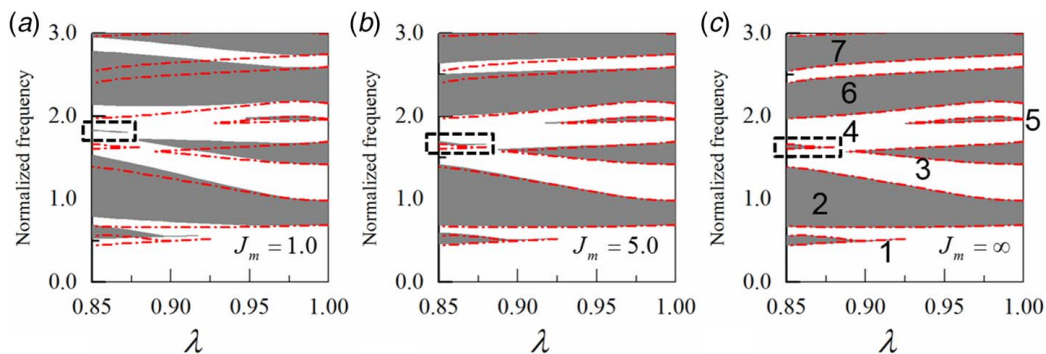 (a)
3.0
2.0
1.0
0.0
Normalized frequency
J_m = 1.0
0.85 0.90 0.95 1.00
λ
(b)
3.0
2.0
1.0
0.0
Normalized frequency
J_m = 5.0
0.85 0.90 0.95 1.00
λ
(c)
3.0
2.0
1.0
0.0
Normalized frequency
7
6
5
4
3
2
1
J_m = ∞
0.85 0.90 0.95 1.00
λ